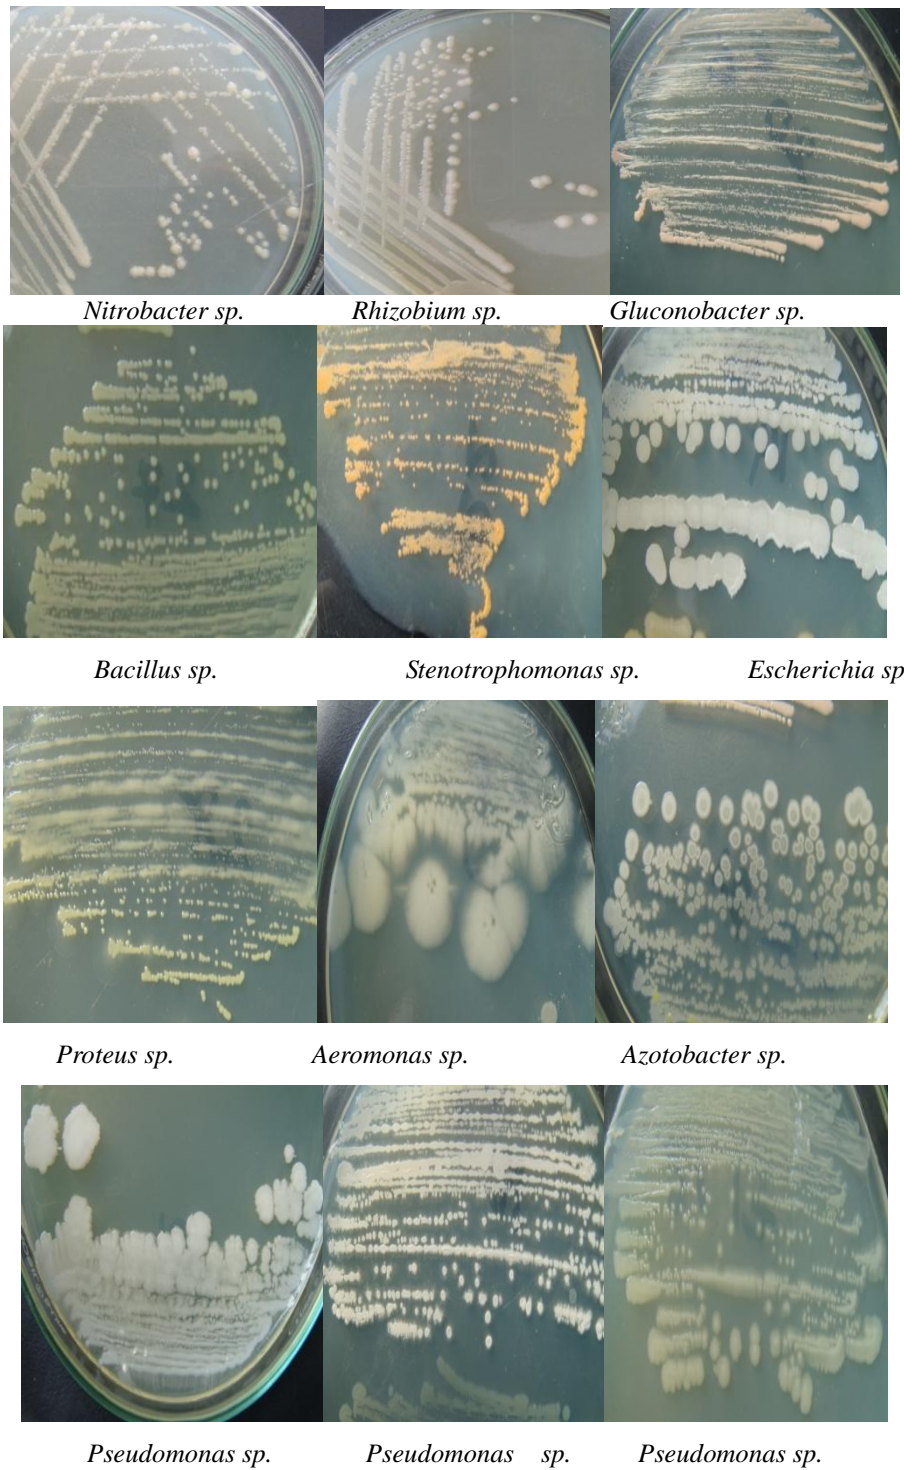 Nitrobacter sp. Rhizobium sp. Gluconobacter sp.
Bacillus sp. Stenotrophomonas sp. Escherichia sp
Proteus sp. Aeromonas sp. Azotobacter sp.
Pseudomonas sp. Pseudomonas sp. Pseudomonas sp.